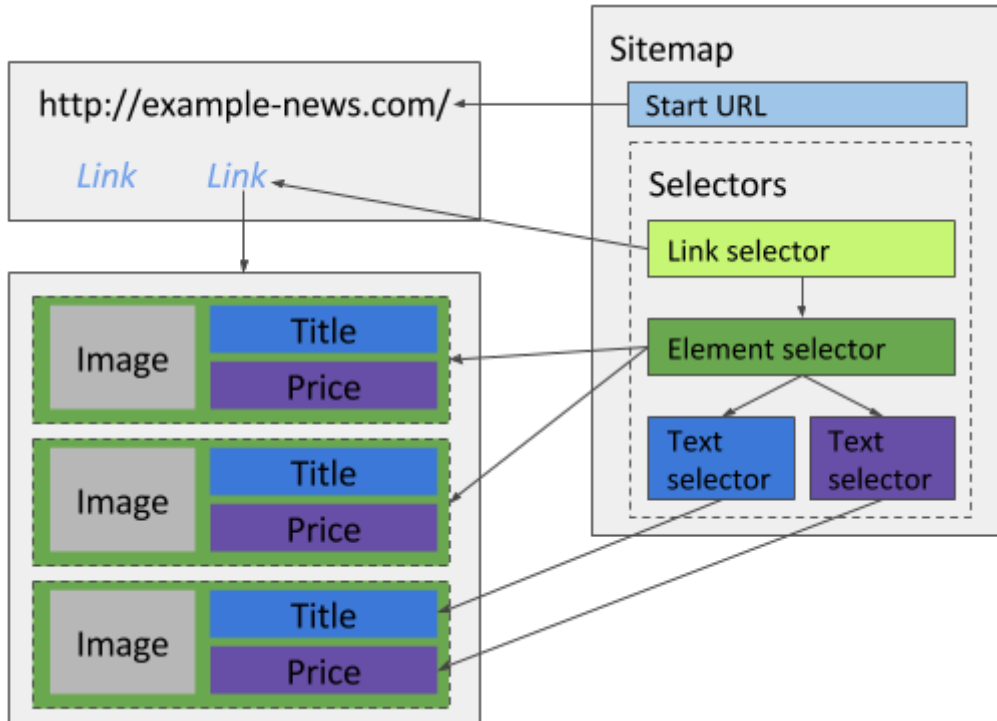 http://example-news.com/
Link
Link
Image
Title
Price
Image
Title
Price
Image
Title
Price
Sitemap
Start URL
Selectors
Link selector
Element selector
Text
selector
Text
selector